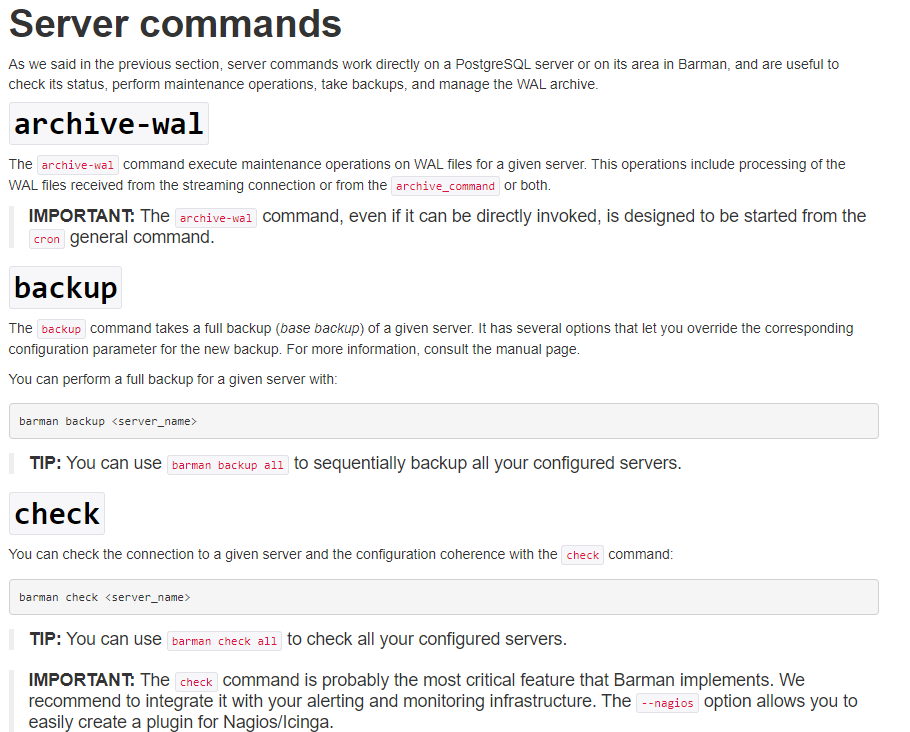 Server commands
As we said in the previous section, server commands work directly on a PostgreSQL server or on its area in Barman, and are useful to
check its status, perform maintenance operations, take backups, and manage the WAL archive.
archive-wal
The archive-wal command execute maintenance operations on WAL files for a given server. This operations include processing of the
WAL files received from the streaming connection or from the archive_command or both.
IMPORTANT: The archive-wal command, even if it can be directly invoked, is designed to be started from the
cron general command.
backup
The backup command takes a full backup (base backup) of a given server. It has several options that let you override the corresponding
configuration parameter for the new backup. For more information, consult the manual page.
You can perform a full backup for a given server with:
barman backup <server_name>
TIP: You can use barman backup all to sequentially backup all your configured servers.
check
You can check the connection to a given server and the configuration coherence with the check command:
barman check <server_name>
TIP: You can use barman check all to check all your configured servers.
IMPORTANT: The check command is probably the most critical feature that Barman implements. We
recommend to integrate it with your alerting and monitoring infrastructure. The --nagios option allows you to
easily create a plugin for Nagios/Icinga.